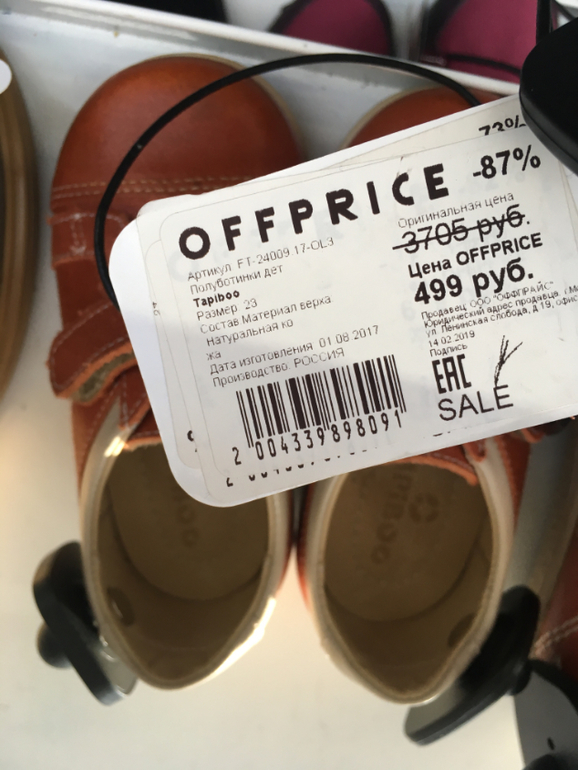 OFFPRICE -87%
Артикул FT-24009 17-OL3
Полуботинки дет
Tapiboo
Размер 23
Состав Материал верха
натуральная ко
жа
Дата изготовления 01.08.2017
Производство: РОССИЯ
2 004339 898091
Оригинальная цена
3705 руб.
Цена OFFPRICE
499 руб.
Продавец ООО "ОФФПРАЙС"
Юридический адрес продавца г.М
ул. Ленинская слобода, д 19, офис
14.02.2019
Подпись
EAC
SALE